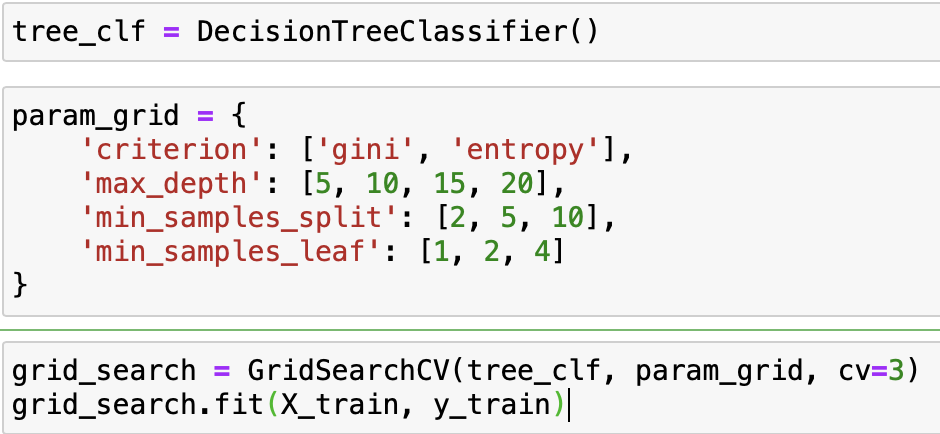 tree_clf = DecisionTreeClassifier()
param_grid = {
    'criterion': ['gini', 'entropy'],
    'max_depth': [5, 10, 15, 20],
    'min_samples_split': [2, 5, 10],
    'min_samples_leaf': [1, 2, 4]
}
grid_search = GridSearchCV(tree_clf, param_grid, cv=3)
grid_search.fit(X_train, y_train)